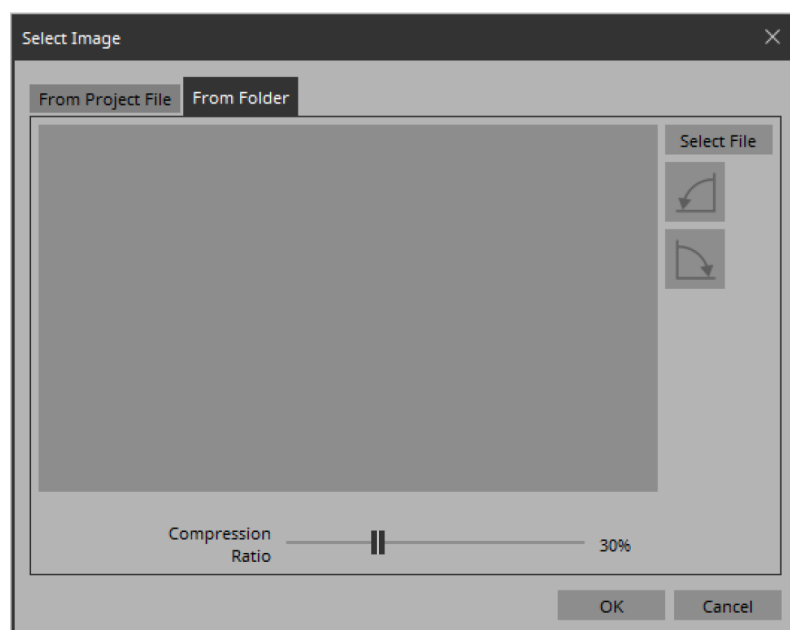 Select Image
From Project File
From Folder
Select File
Compression
Ratio
30%
OK
Cancel